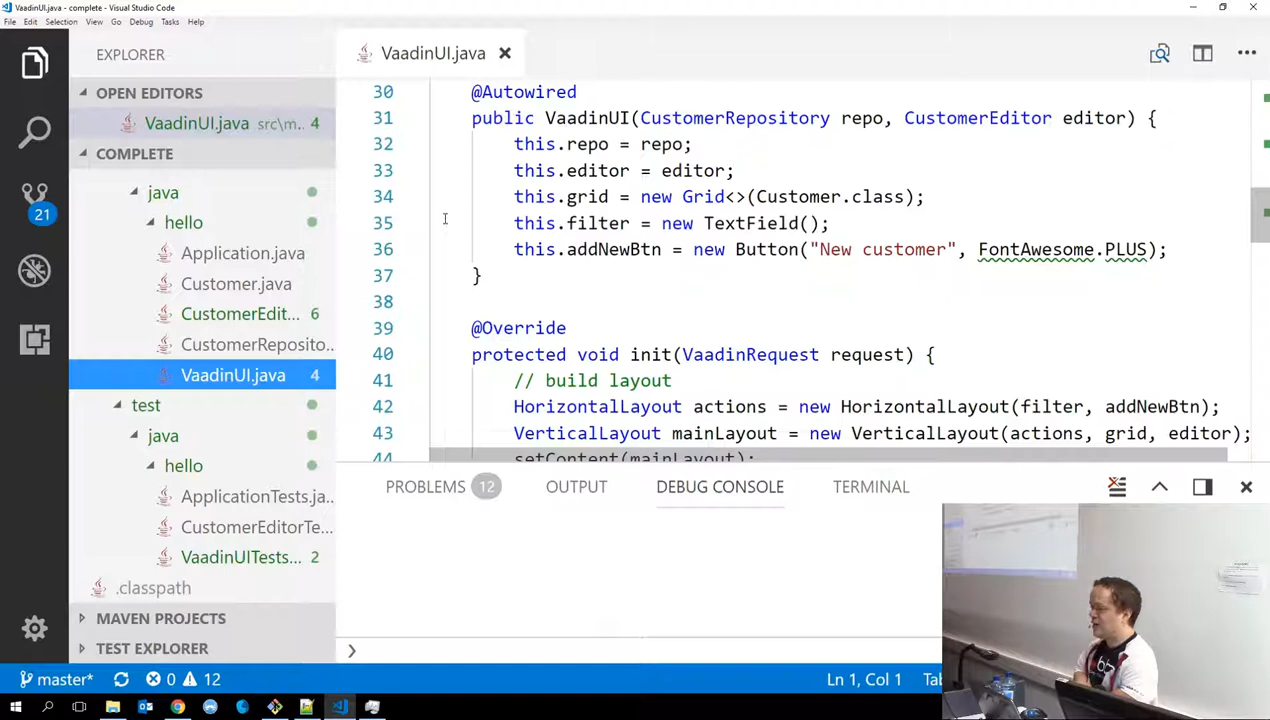 VaadinUI.java - complete - Visual Studio Code
File Edit Selection View Go Debug Tasks Help
EXPLORER
OPEN EDITORS
VaadinUI.java src\m... 4
COMPLETE
java
hello
Application.java
Customer.java
CustomerEdit... 6
CustomerReposito...
VaadinUI.java 4
test
java
hello
ApplicationTests.ja...
CustomerEditorTe...
VaadinUITests... 2
.classpath
MAVEN PROJECTS
TEST EXPLORER
21
VaadinUI.java
30 @Autowired
31 public VaadinUI(CustomerRepository repo, CustomerEditor editor) {
32 this.repo = repo;
33 this.editor = editor;
34 this.grid = new Grid<>(Customer.class);
35 this.filter = new TextField();
36 this.addNewBtn = new Button("New customer", FontAwesome.PLUS);
37 }
38
39 @Override
40 protected void init(VaadinRequest request) {
41 // build layout
42 HorizontalLayout actions = new HorizontalLayout(filter, addNewBtn);
43 VerticalLayout mainLayout = new VerticalLayout(actions, grid, editor);
44 setContent(mainLayout);
PROBLEMS 12 OUTPUT DEBUG CONSOLE TERMINAL
master* 0 12 Ln 1, Col 1